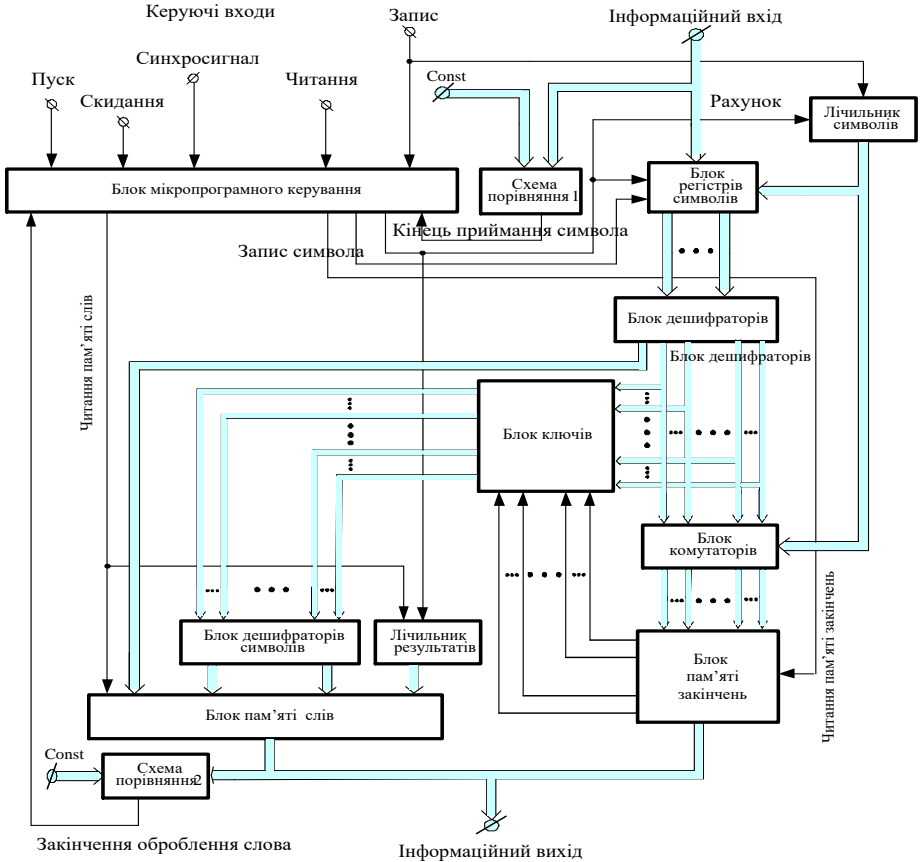 Керуючі входи
Запис
Інформаційний вхід
Синхросигнал
Пуск
Скидання
Читання
Const
Рахунок
Лічильник
символів
Блок мікропрограмного керування
Схема
порівняння 1
Блок
регістрів
символів
Кінець приймання символа
Запис символа
Читання пам’яті слів
Блок дешифраторів
Блок дешифраторів
Блок ключів
Блок
комутаторів
Блок дешифраторів
символів
Лічильник
результатів
Блок
пам’яті
закінчень
Читання пам’яті закінчень
Блок пам’яті слів
Const
Схема
порівняння2
Закінчення оброблення слова
Інформаційний вихід